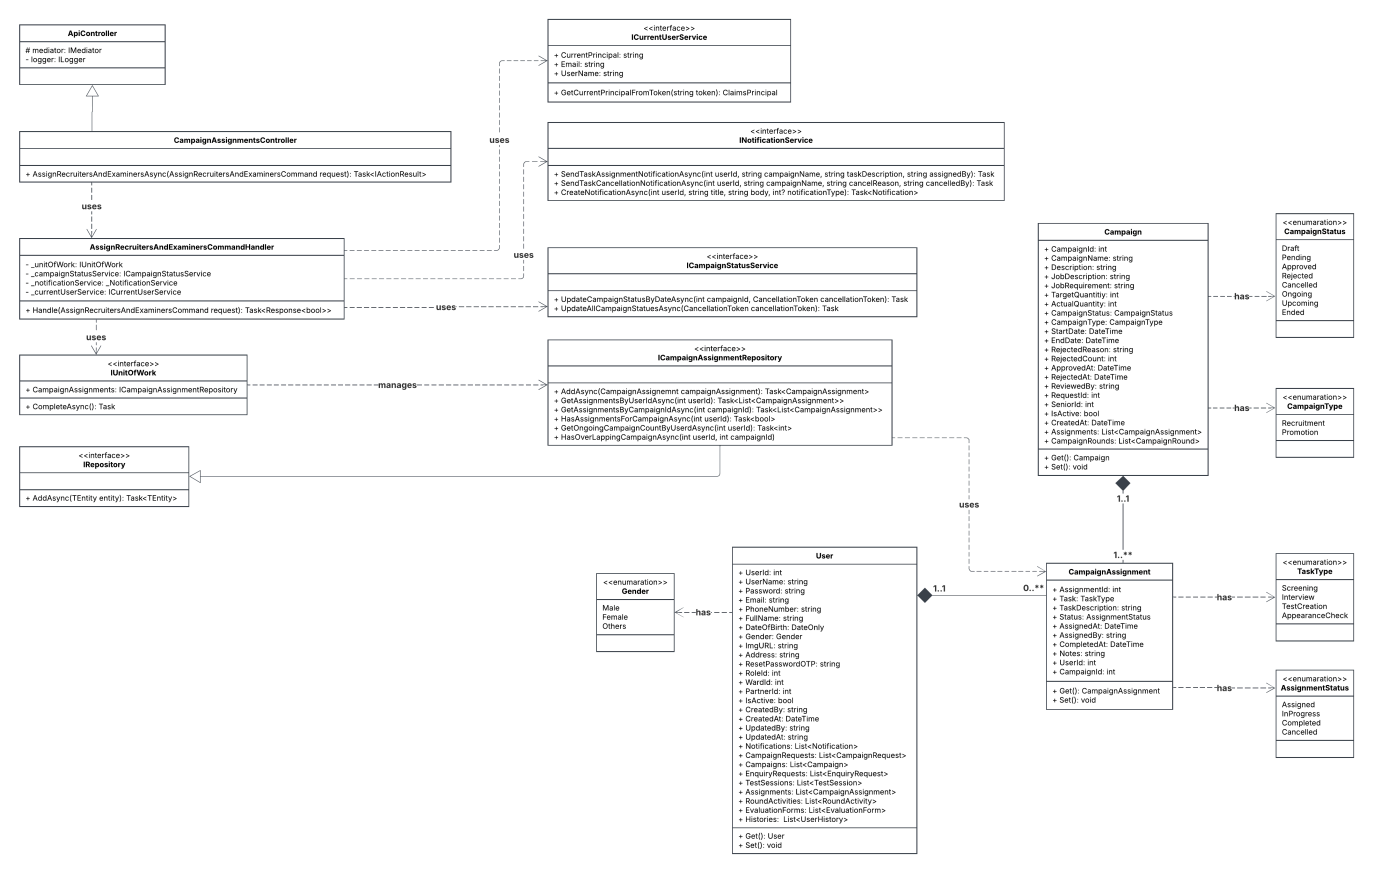 ApiController
# mediator: IMediator
- logger: ILogger
CampaignAssignmentsController
+ AssignRecruitersAndExaminersAsync(AssignRecruitersAndExaminersCommand request): Task<IActionResult>
uses
AssignRecruitersAndExaminersCommandHandler
- _unitOfWork: IUnitOfWork
- _campaignStatusService: ICampaignStatusService
- _notificationService: _NotificationService
- _currentUserService: ICurrentUserService
+ Handle(AssignRecruitersAndExaminersCommand request): Task<Response<bool>>
uses
<<interface>>
IUnitOfWork
+ CampaignAssignments: ICampaignAssignmentRepository
+ CompleteAsync(): Task
<<interface>>
IRepository
+ AddAsync(TEntity entity): Task<TEntity>
uses
uses
uses
manages
<<interface>>
ICurrentUserService
+ CurrentPrincipal: string
+ Email: string
+ UserName: string
+ GetCurrentPrincipalFromToken(string token): ClaimsPrincipal
<<interface>>
INotificationService
+ SendTaskAssignmentNotificationAsync(int userId, string campaignName, string taskDescription, string assignedBy): Task
+ SendTaskCancellationNotificationAsync(int userId, string campaignName, string cancelReason, string cancelledBy): Task
+ CreateNotificationAsync(int userId, string title, string body, int? notificationType): Task<Notification>
<<interface>>
ICampaignStatusService
+ UpdateCampaignStatusByDateAsync(int campaignId, CancellationToken cancellationToken): Task
+ UpdateAllCampaignStatuesAsync(CancellationToken cancellationToken): Task
<<interface>>
ICampaignAssignmentRepository
+ AddAsync(CampaignAssignemnt campaignAssignment): Task<CampaignAssignment>
+ GetAssignmentsByUserIdAsync(int userId): Task<List<CampaignAssignment>>
+ GetAssignmentsByCampaignIdAsync(int campaignId): Task<List<CampaignAssignment>>
+ HasAssignmentsForCampaignAsync(int userId): Task<bool>
+ GetOngoingCampaignCountByUserdAsync(int userId): Task<int>
+ HasOverLappingCampaignAsync(int userId, int campaignId)
uses
Campaign
+ CampaignId: int
+ CampaignName: string
+ Description: string
+ JobDescription: string
+ JobRequirement: string
+ TargetQuantitiy: int
+ ActualQuantity: int
+ CampaignStatus: CampaignStatus
+ CampaignType: CampaignType
+ StartDate: DateTime
+ EndDate: DateTime
+ RejectedReason: string
+ RejectedCount: int
+ ApprovedAt: DateTime
+ RejectedAt: DateTime
+ ReviewedBy: string
+ RequestId: int
+ SeniorId: int
+ IsActive: bool
+ CreatedAt: DateTime
+ Assignments: List<CampaignAssignment>
+ CampaignRounds: List<CampaignRound>
+ Get(): Campaign
+ Set(): void
has
<<enumaration>>
CampaignStatus
Draft
Pending
Approved
Rejected
Cancelled
Ongoing
Upcoming
Ended
has
<<enumaration>>
CampaignType
Recruitment
Promotion
1..1
1..**
<<enumaration>>
Gender
Male
Female
Others
has
User
+ UserId: int
+ UserName: string
+ Password: string
+ Email: string
+ PhoneNumber: string
+ FullName: string
+ DateOfBirth: DateOnly
+ Gender: Gender
+ ImgURL: string
+ Address: string
+ ResetPasswordOTP: string
+ RoleId: int
+ WardId: int
+ PartnerId: int
+ IsActive: bool
+ CreatedBy: string
+ CreatedAt: DateTime
+ UpdatedBy: string
+ UpdatedAt: string
+ Notifications: List<Notification>
+ CampaignRequests: List<CampaignRequest>
+ Campaigns: List<Campaign>
+ EnquiryRequests: List<EnquiryRequest>
+ TestSessions: List<TestSession>
+ Assignments: List<CampaignAssignment>
+ RoundActivities: List<RoundActivity>
+ EvaluationForms: List<EvaluationForm>
+ Histories: List<UserHistory>
+ Get(): User
+ Set(): void
1..1
0..**
CampaignAssignment
+ AssignmentId: int
+ Task: TaskType
+ TaskDescription: string
+ Status: AssignmentStatus
+ AssignedAt: DateTime
+ AssignedBy: string
+ CompletedAt: DateTime
+ Notes: string
+ UserId: int
+ CampaignId: int
+ Get(): CampaignAssignment
+ Set(): void
has
<<enumaration>>
TaskType
Screening
Interview
TestCreation
AppearanceCheck
has
<<enumaration>>
AssignmentStatus
Assigned
InProgress
Completed
Cancelled